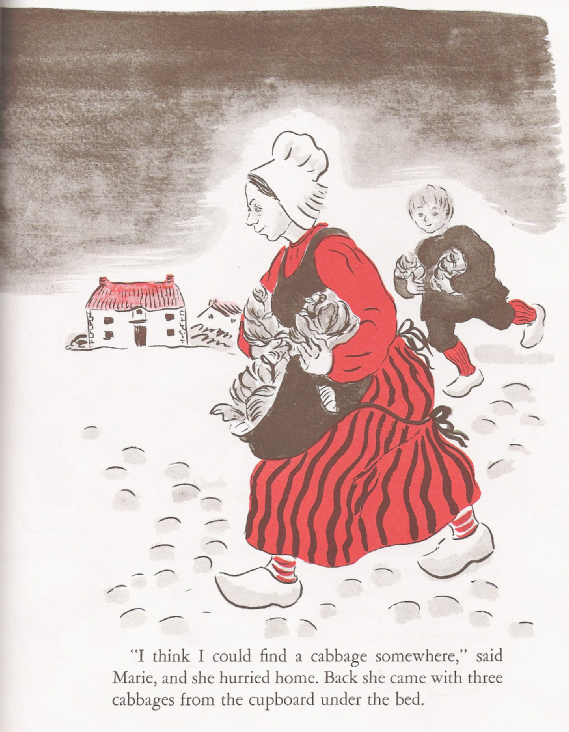 "I think I could find a cabbage somewhere," said
Marie, and she hurried home. Back she came with three
cabbages from the cupboard under the bed.